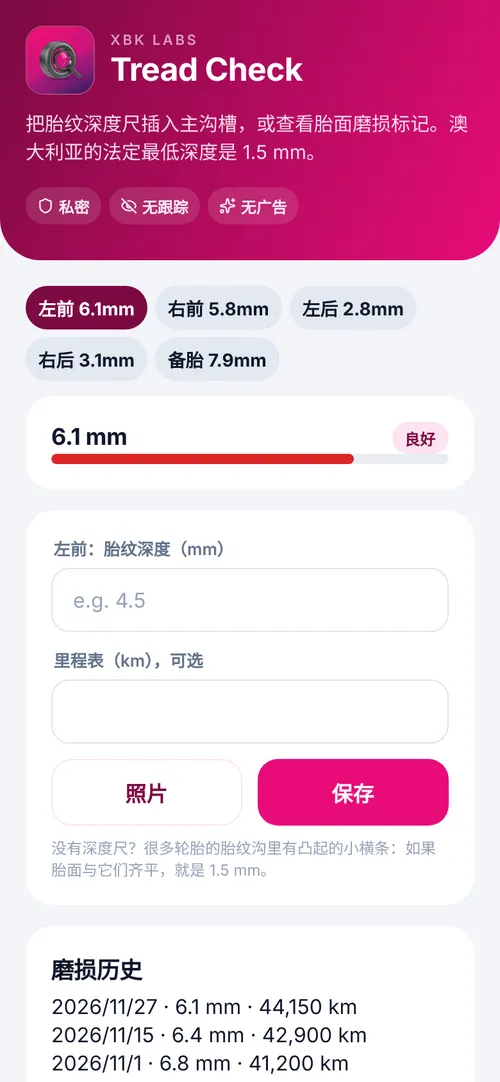 XBK LABS
Tread Check
把胎纹深度尺插入主沟槽，或查看胎面磨损标记。澳
大利亚的法定最低深度是 1.5 mm。
私密
无跟踪
无广告
左前 6.1mm
右前 5.8mm
左后 2.8mm
右后 3.1mm
备胎 7.9mm
6.1 mm
良好
左前：胎纹深度（mm）
e.g. 4.5
里程表（km），可选
照片
保存
没有深度尺？很多轮胎的胎纹沟里有凸起的小横条：如果
胎面与它们齐平，就是 1.5 mm。
磨损历史
2026/11/27 · 6.1 mm · 44,150 km
2026/11/15 · 6.4 mm · 42,900 km
2026/11/1 · 6.8 mm · 41,200 km